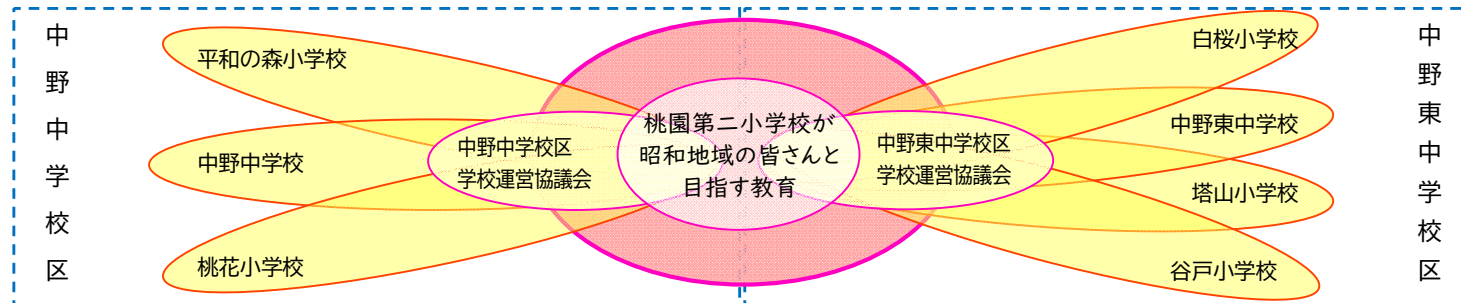 中野中学校区
平和の森小学校
中野中学校
桃花小学校
中野中学校区
学校運営協議会
桃園第二小学校が
昭和地域の皆さんと
目指す教育
中野東中学校区
学校運営協議会
白桜小学校
中野東中学校
塔山小学校
谷戸小学校
中野東中学校区